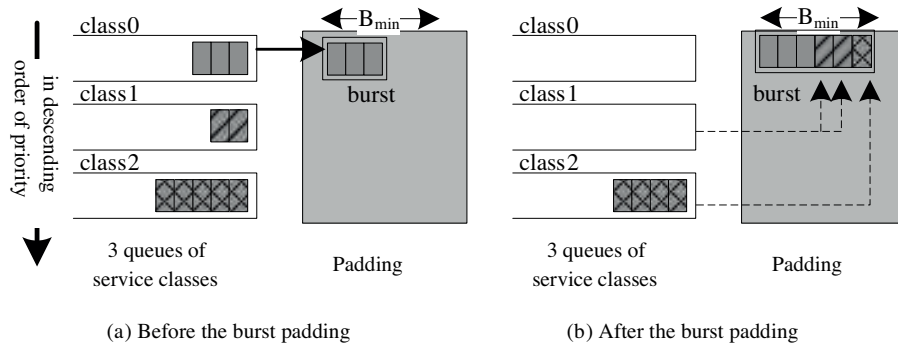 in descending
order of priority
class0
class1
class2
B_min
burst
3 queues of
service classes
Padding
(a) Before the burst padding
class0
class1
class2
B_min
burst
3 queues of
service classes
Padding
(b) After the burst padding